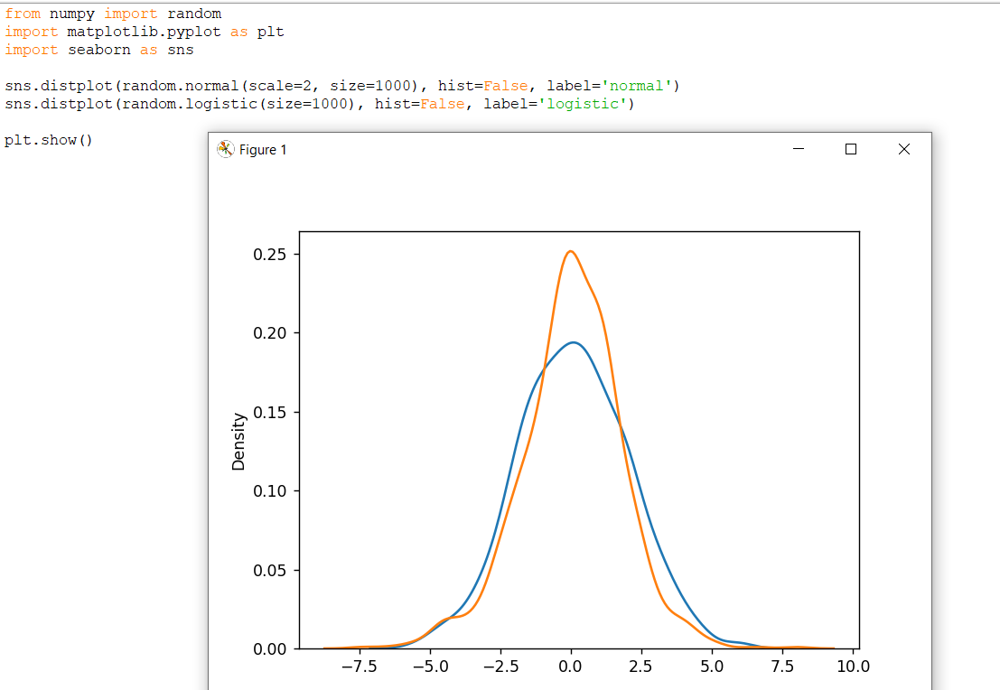 from numpy import random
import matplotlib.pyplot as plt
import seaborn as sns
sns.distplot(random.normal(scale=2, size=1000), hist=False, label='normal')
sns.distplot(random.logistic(size=1000), hist=False, label='logistic')
plt.show()
Figure 1
0.25
0.20
0.15
0.10
0.05
0.00
Density
−7.5 −5.0 −2.5 0.0 2.5 5.0 7.5 10.0